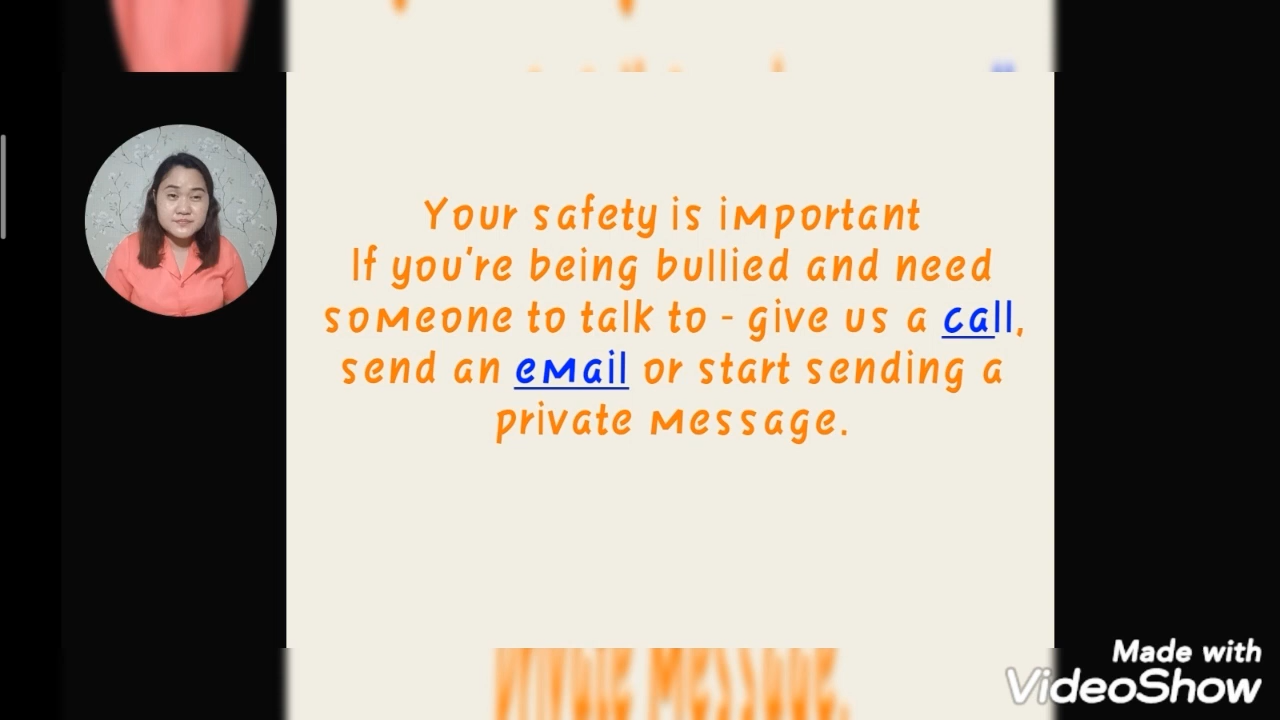 Your safety is important
If you're being bullied and need
someone to talk to - give us a call,
send an email or start sending a
private message.
Made with
VideoShow